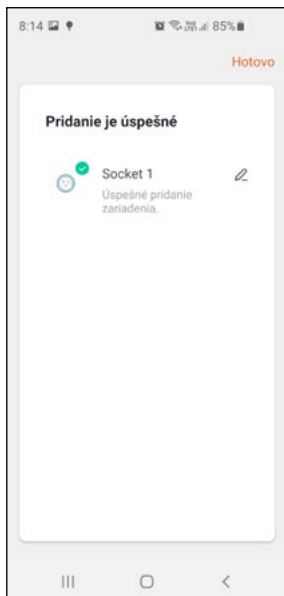 8:14 85%
Hotovo
Pridanie je úspešné
Socket 1
Úspešné pridanie
zariadenia.